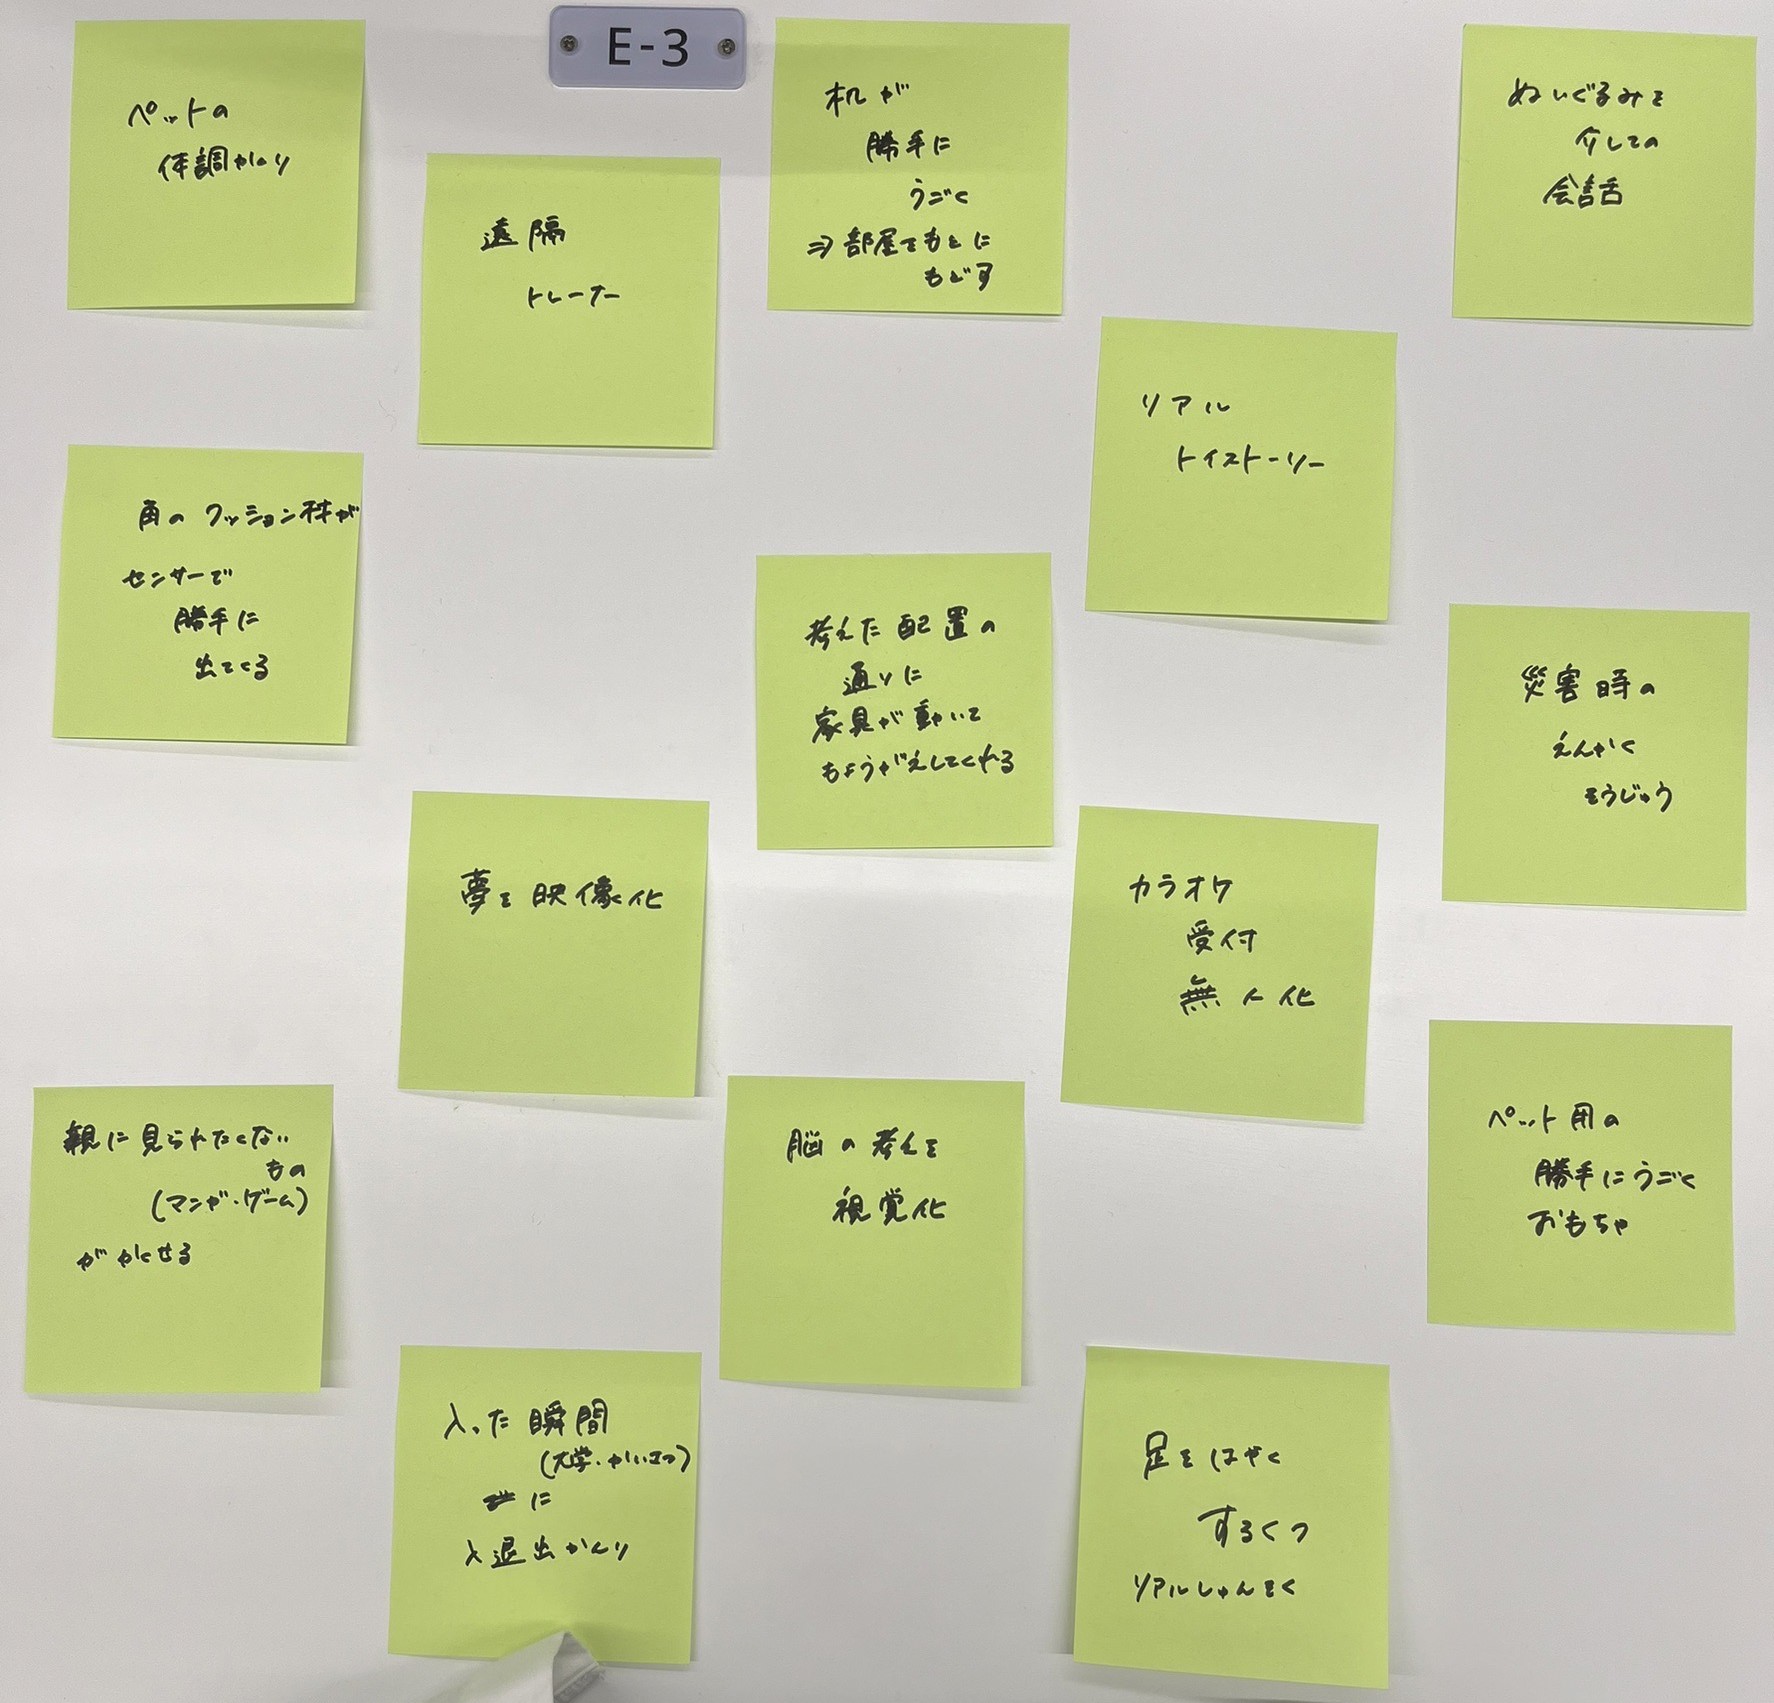 E-3
ペットの
体調かんり
遠隔
トレーナー
机が
勝手に
うごく
⇒部屋をもとに
もどす
ぬいぐるみを
介しての
会話
リアル
トイストーリー
角のクッション材が
センサーで
勝手に
出てくる
考えた配置の
通りに
家具が動いて
もようがえしてくれる
災害時の
えんかく
そうじゅう
夢を映像化
カラオケ
受付
無人化
親に見られたくない
もの
(マンガ・ゲーム)
がかくせる
脳の考えを
視覚化
ペット用の
勝手にうごく
おもちゃ
入った瞬間
(大学・かいさつ)
に
入退出かんり
足をはやく
するくつ
リアルしゅんそく